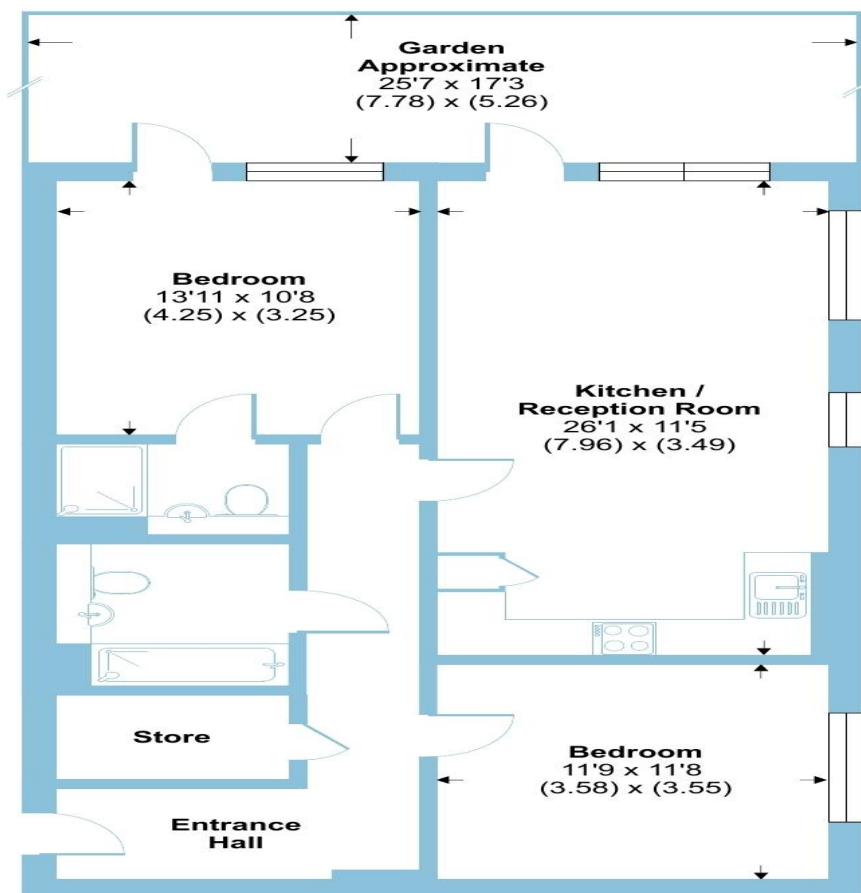 Garden
Approximate
25'7 x 17'3
(7.78) x (5.26)
Bedroom
13'11 x 10'8
(4.25) x (3.25)
Kitchen /
Reception Room
26'1 x 11'5
(7.96) x (3.49)
Store
Bedroom
11'9 x 11'8
(3.58) x (3.55)
Entrance
Hall